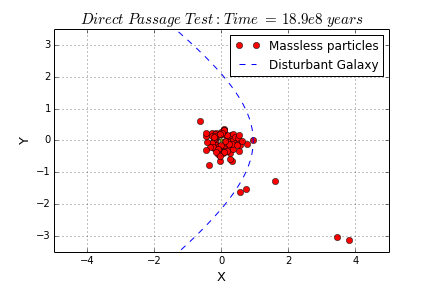 Direct Passage Test: Time = 18.9e8 years
Massless particles
Disturbant Galaxy
3
2
1
0
−1
−2
−3
Y
−4
−2
0
2
4
X